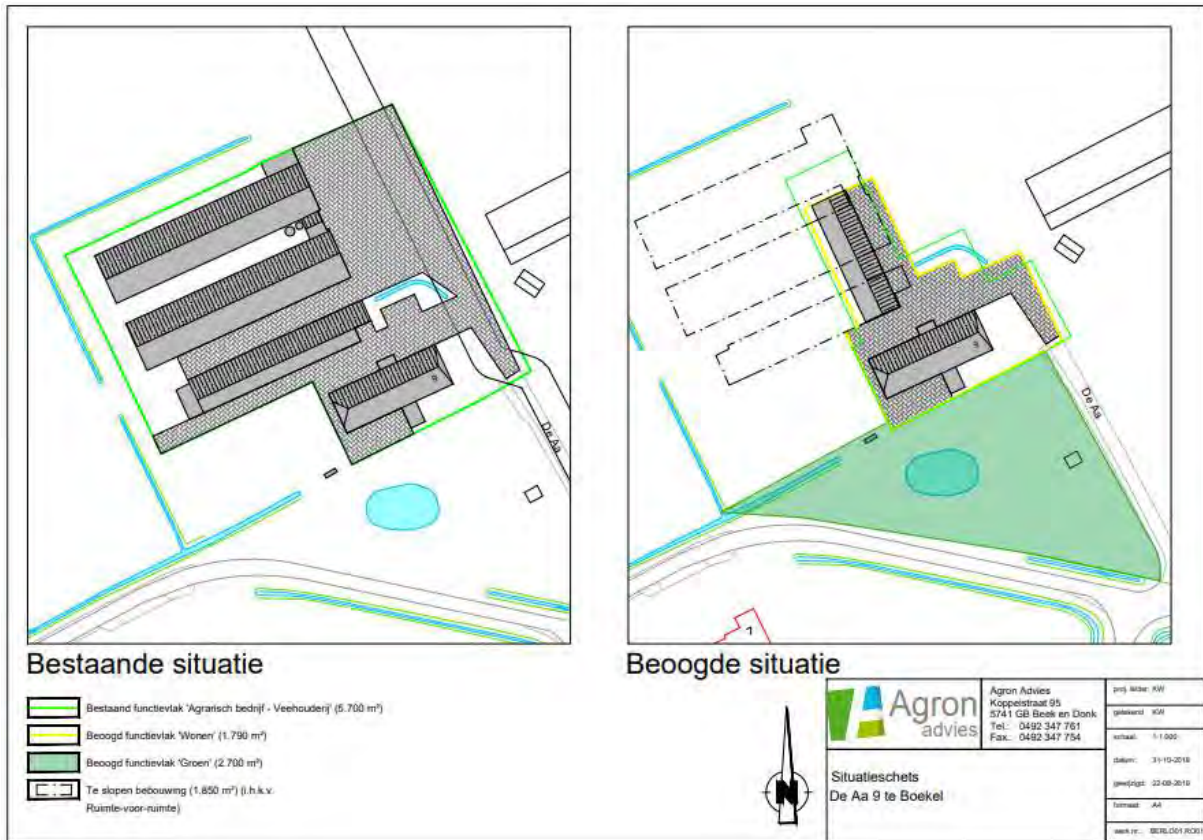 9
De Aa
9
De Aa
7
Bestaande situatie
Beoogde situatie
Bestaand functievlak 'Agrarisch bedrijf - Veehouderij' (5.700 m²)
Beoogd functievlak 'Wonen' (1.790 m²)
Beoogd functievlak 'Groen' (2.700 m²)
Te slopen bebouwing (1.650 m²) (i.h.k.v.
Ruimte-voor-ruimte)
N
Agron
advies
Agron Advies
Koppelstraat 95
5741 GB Beek en Donk
Tel.: 0492 347 761
Fax.: 0492 347 754
Situatieschets
De Aa 9 te Boekel
proj. leider: KW
getekend: KW
schaal: 1:1.000
datum: 31-10-2018
gewijzigd: 22-08-2019
formaat: A4
werk nr.: